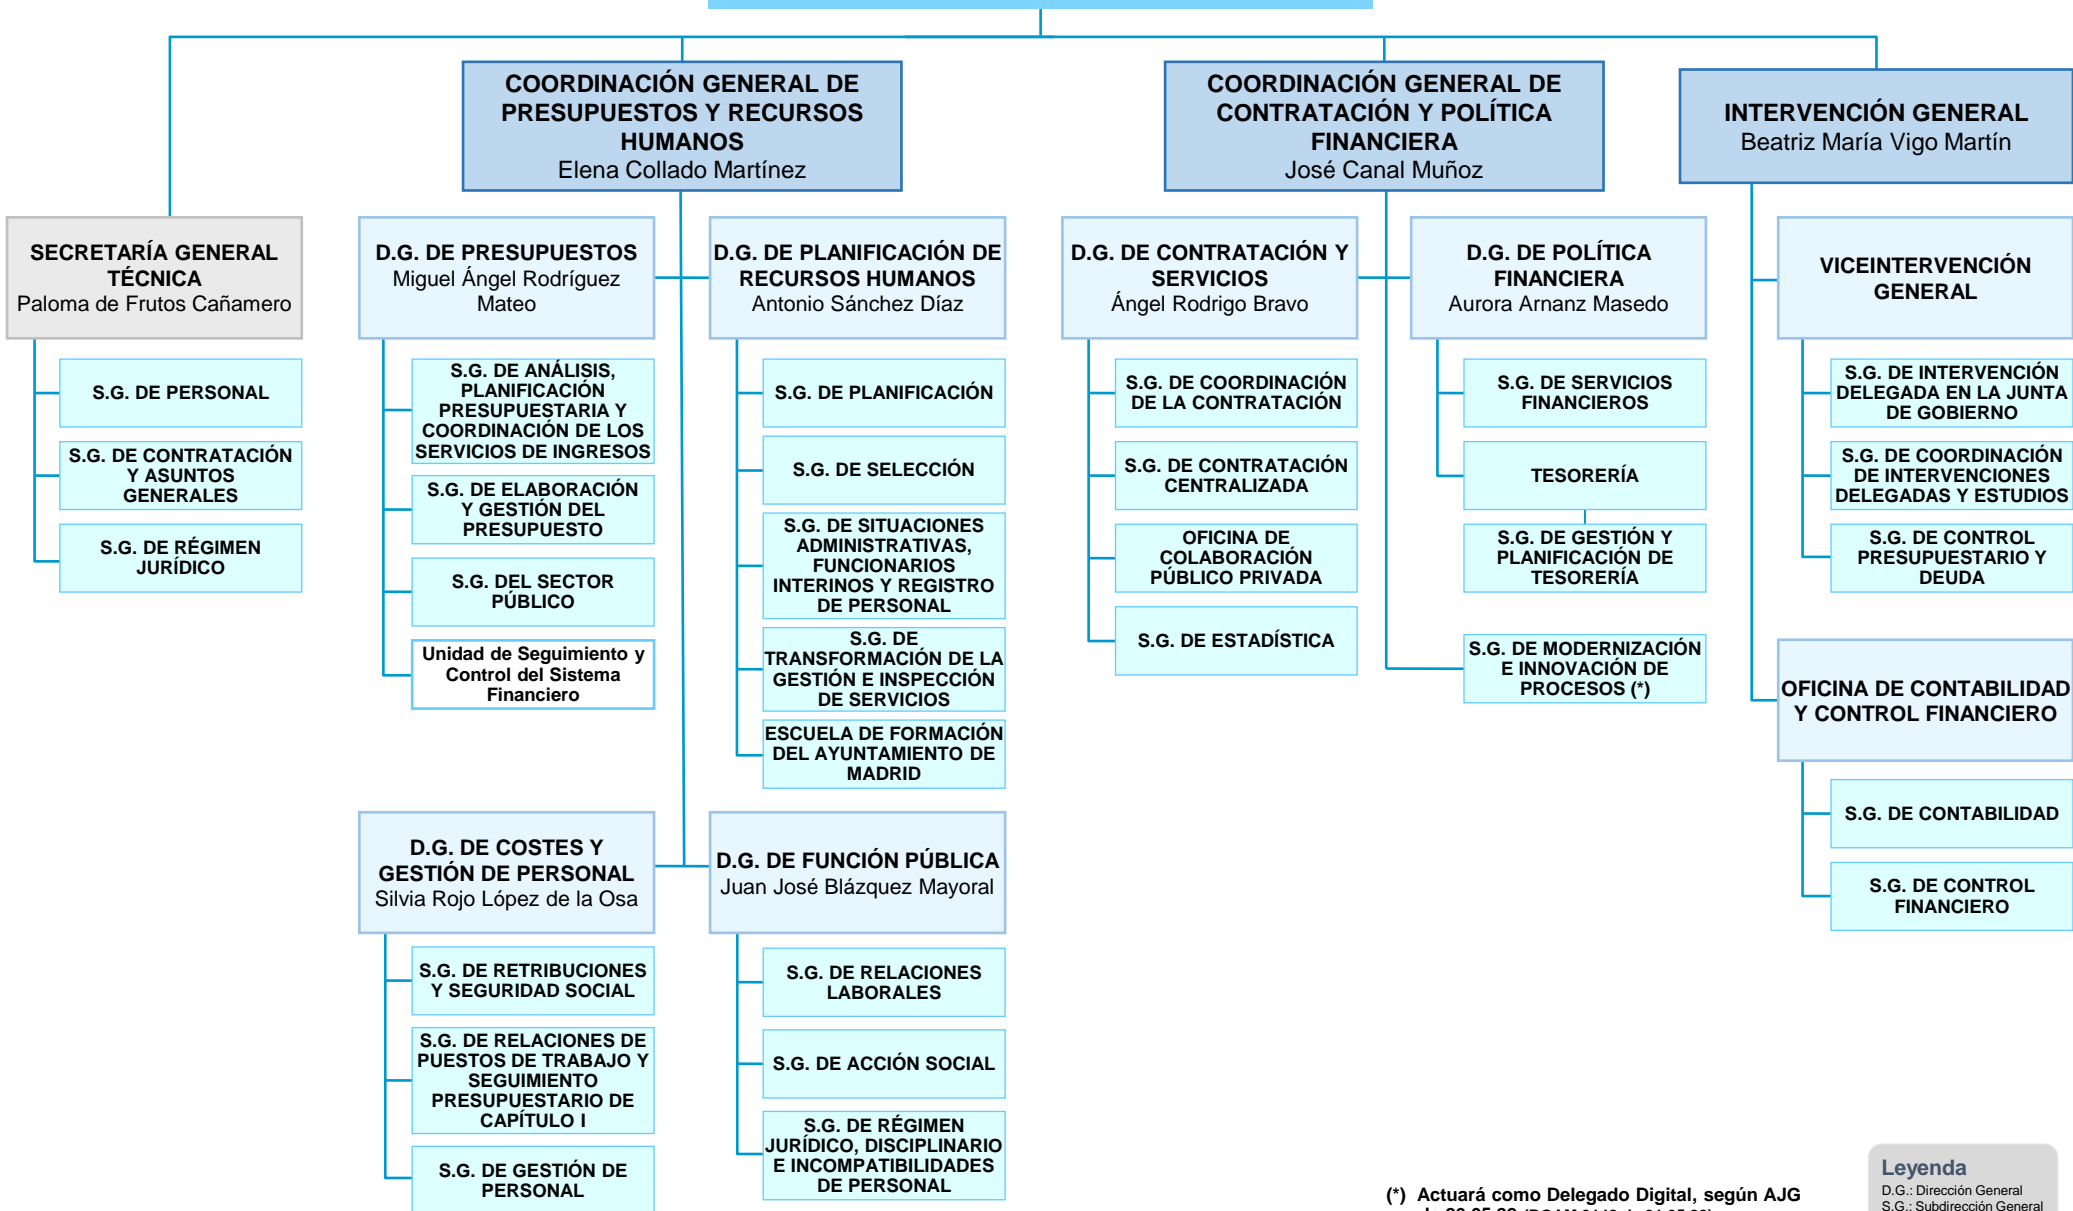 COORDINACIÓN GENERAL DE
PRESUPUESTOS Y RECURSOS
HUMANOS
Elena Collado Martínez
COORDINACIÓN GENERAL DE
CONTRATACIÓN Y POLÍTICA
FINANCIERA
José Canal Muñoz
INTERVENCIÓN GENERAL
Beatriz María Vigo Martín
SECRETARÍA GENERAL
TÉCNICA
Paloma de Frutos Cañamero
S.G. DE PERSONAL
S.G. DE CONTRATACIÓN
Y ASUNTOS
GENERALES
S.G. DE RÉGIMEN
JURÍDICO
D.G. DE PRESUPUESTOS
Miguel Ángel Rodríguez
Mateo
S.G. DE ANÁLISIS,
PLANIFICACIÓN
PRESUPUESTARIA Y
COORDINACIÓN DE LOS
SERVICIOS DE INGRESOS
S.G. DE ELABORACIÓN
Y GESTIÓN DEL
PRESUPUESTO
S.G. DEL SECTOR
PÚBLICO
Unidad de Seguimiento y
Control del Sistema
Financiero
D.G. DE PLANIFICACIÓN DE
RECURSOS HUMANOS
Antonio Sánchez Díaz
S.G. DE PLANIFICACIÓN
S.G. DE SELECCIÓN
S.G. DE SITUACIONES
ADMINISTRATIVAS,
FUNCIONARIOS
INTERINOS Y REGISTRO
DE PERSONAL
S.G. DE
TRANSFORMACIÓN DE LA
GESTIÓN E INSPECCIÓN
DE SERVICIOS
ESCUELA DE FORMACIÓN
DEL AYUNTAMIENTO DE
MADRID
D.G. DE COSTES Y
GESTIÓN DE PERSONAL
Silvia Rojo López de la Osa
S.G. DE RETRIBUCIONES
Y SEGURIDAD SOCIAL
S.G. DE RELACIONES DE
PUESTOS DE TRABAJO Y
SEGUIMIENTO
PRESUPUESTARIO DE
CAPÍTULO I
S.G. DE GESTIÓN DE
PERSONAL
D.G. DE FUNCIÓN PÚBLICA
Juan José Blázquez Mayoral
S.G. DE RELACIONES
LABORALES
S.G. DE ACCIÓN SOCIAL
S.G. DE RÉGIMEN
JURÍDICO, DISCIPLINARIO
E INCOMPATIBILIDADES
DE PERSONAL
D.G. DE CONTRATACIÓN Y
SERVICIOS
Ángel Rodrigo Bravo
S.G. DE COORDINACIÓN
DE LA CONTRATACIÓN
S.G. DE CONTRATACIÓN
CENTRALIZADA
OFICINA DE
COLABORACIÓN
PÚBLICO PRIVADA
S.G. DE ESTADÍSTICA
D.G. DE POLÍTICA
FINANCIERA
Aurora Arnanz Masedo
S.G. DE SERVICIOS
FINANCIEROS
TESORERÍA
S.G. DE GESTIÓN Y
PLANIFICACIÓN DE
TESORERÍA
S.G. DE MODERNIZACIÓN
E INNOVACIÓN DE
PROCESOS (*)
VICEINTERVENCIÓN
GENERAL
S.G. DE INTERVENCIÓN
DELEGADA EN LA JUNTA
DE GOBIERNO
S.G. DE COORDINACIÓN
DE INTERVENCIONES
DELEGADAS Y ESTUDIOS
S.G. DE CONTROL
PRESUPUESTARIO Y
DEUDA
OFICINA DE CONTABILIDAD
Y CONTROL FINANCIERO
S.G. DE CONTABILIDAD
S.G. DE CONTROL
FINANCIERO
(*) Actuará como Delegado Digital, según AJG
Leyenda
D.G.: Dirección General
S.G.: Subdirección General